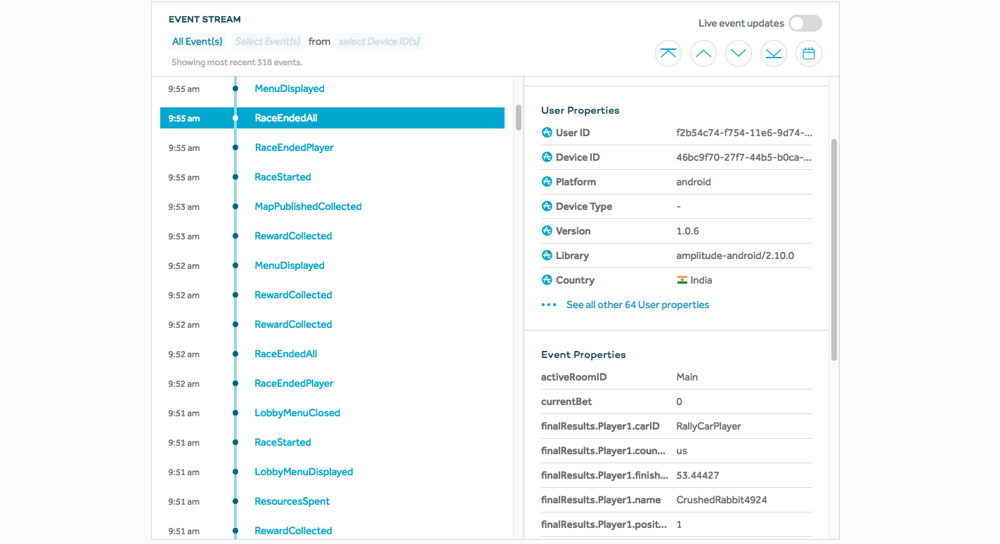 EVENT STREAM
Live event updates
All Event(s) Select Event(s) from select Device ID(s)
Showing most recent 318 events.
9:55 am MenuDisplayed
9:55 am RaceEndedAll
9:55 am RaceEndedPlayer
9:55 am RaceStarted
9:53 am MapPublishedCollected
9:53 am RewardCollected
9:52 am MenuDisplayed
9:52 am RewardCollected
9:52 am RewardCollected
9:52 am RaceEndedAll
9:52 am RaceEndedPlayer
9:51 am LobbyMenuClosed
9:51 am RaceStarted
9:51 am LobbyMenuDisplayed
9:51 am ResourcesSpent
9:51 am RewardCollected
User Properties
User ID f2b54c74-f754-11e6-9d74-...
Device ID 46bc9f70-27f7-44b5-b0ca-...
Platform android
Device Type -
Version 1.0.6
Library amplitude-android/2.10.0
Country India
See all other 64 User properties
Event Properties
activeRoomID Main
currentBet 0
finalResults.Player1.carID RallyCarPlayer
finalResults.Player1.coun... us
finalResults.Player1.finish... 53.44427
finalResults.Player1.name CrushedRabbit4924
finalResults.Player1.posit... 1